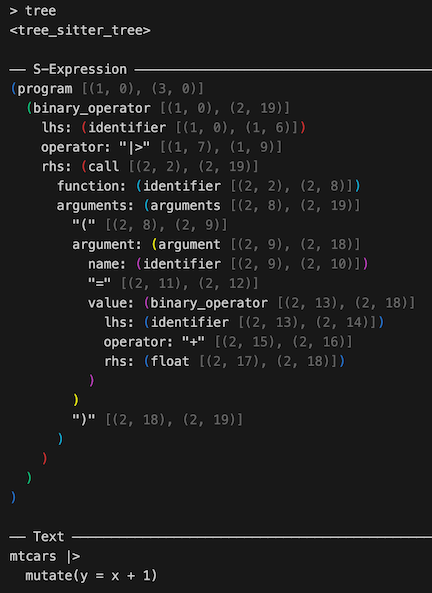 > tree
<tree_sitter_tree>
── S-Expression ──────────────────────────
(program [(1, 0), (3, 0)]
  (binary_operator [(1, 0), (2, 19)]
    lhs: (identifier [(1, 0), (1, 6)])
    operator: "|>" [(1, 7), (1, 9)]
    rhs: (call [(2, 2), (2, 19)]
      function: (identifier [(2, 2), (2, 8)])
      arguments: (arguments [(2, 8), (2, 19)]
        "(" [(2, 8), (2, 9)]
        argument: (argument [(2, 9), (2, 18)]
          name: (identifier [(2, 9), (2, 10)])
          "=" [(2, 11), (2, 12)]
          value: (binary_operator [(2, 13), (2, 18)]
            lhs: (identifier [(2, 13), (2, 14)])
            operator: "+" [(2, 15), (2, 16)]
            rhs: (float [(2, 17), (2, 18)])
          )
        )
        ")" [(2, 18), (2, 19)]
      )
    )
  )
)
── Text ──────────────────────────────────
mtcars |>
  mutate(y = x + 1)